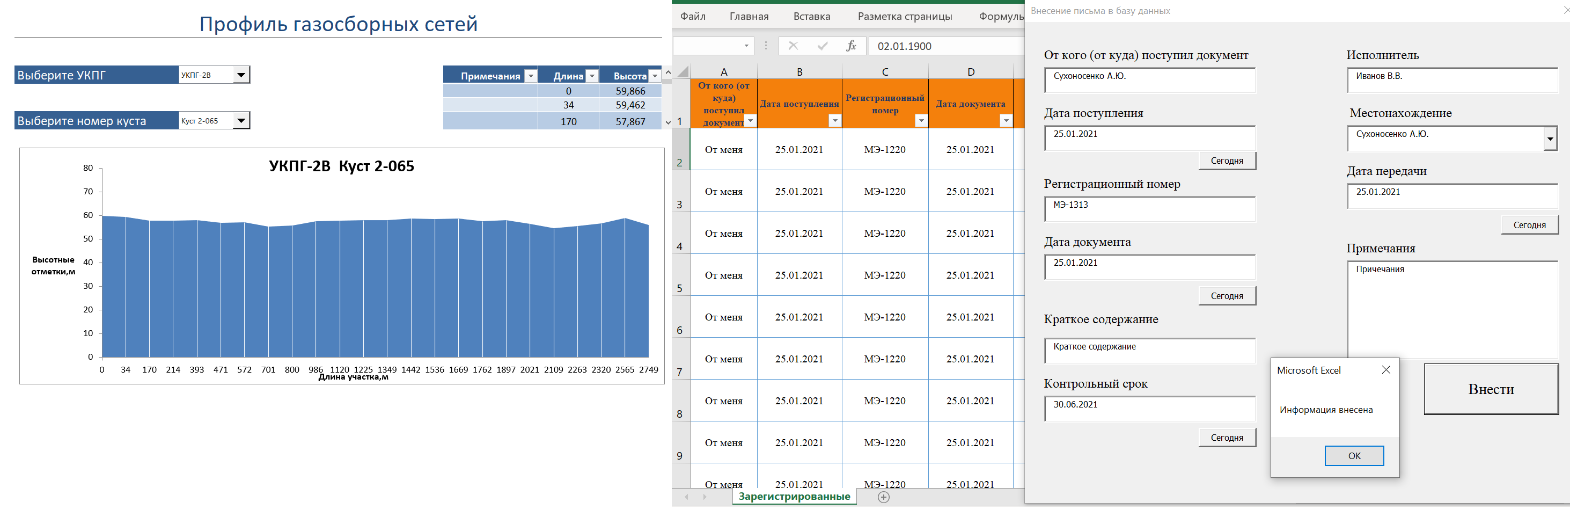 Профиль газосборных сетей
Выберите УКПГ
УКПГ-2В
Выберите номер куста
Куст 2-065
Примечания Длина Высота
0 59,866
34 59,462
170 57,867
УКПГ-2В Куст 2-065
80
70
60
50
40
30
20
10
0
Высотные
отметки,м
0 34 170 214 393 471 572 701 800 986 1120 1225 1349 1442 1536 1669 1762 1897 2021 2109 2263 2320 2565 2749
Длина участка,м
Файл Главная Вставка Разметка страницы Формуль
fx 02.01.1900
A B C D
1 От кого (от
куда)
поступил
документ
Дата поступления
Регистрационный
номер
Дата документа
2 От меня 25.01.2021 МЭ-1220 25.01.2021
3 От меня 25.01.2021 МЭ-1220 25.01.2021
4 От меня 25.01.2021 МЭ-1220 25.01.2021
5 От меня 25.01.2021 МЭ-1220 25.01.2021
6 От меня 25.01.2021 МЭ-1220 25.01.2021
7 От меня 25.01.2021 МЭ-1220 25.01.2021
8 От меня 25.01.2021 МЭ-1220 25.01.2021
9 От меня 25.01.2021 МЭ-1220 25.01.2021
От меня 25.01.2021 МЭ-1220 25.01.2021
Зарегистрированные
Внесение письма в базу данных
От кого (от куда) поступил документ
Сухоносенко А.Ю.
Дата поступления
25.01.2021
Сегодня
Регистрационный номер
МЭ-1313
Дата документа
25.01.2021
Сегодня
Краткое содержание
Краткое содержание
Контрольный срок
30.06.2021
Сегодня
Исполнитель
Иванов В.В.
Местонахождение
Сухоносенко А.Ю.
Дата передачи
25.01.2021
Сегодня
Примечания
Причечания
Внести
Microsoft Excel
Информация внесена
OK